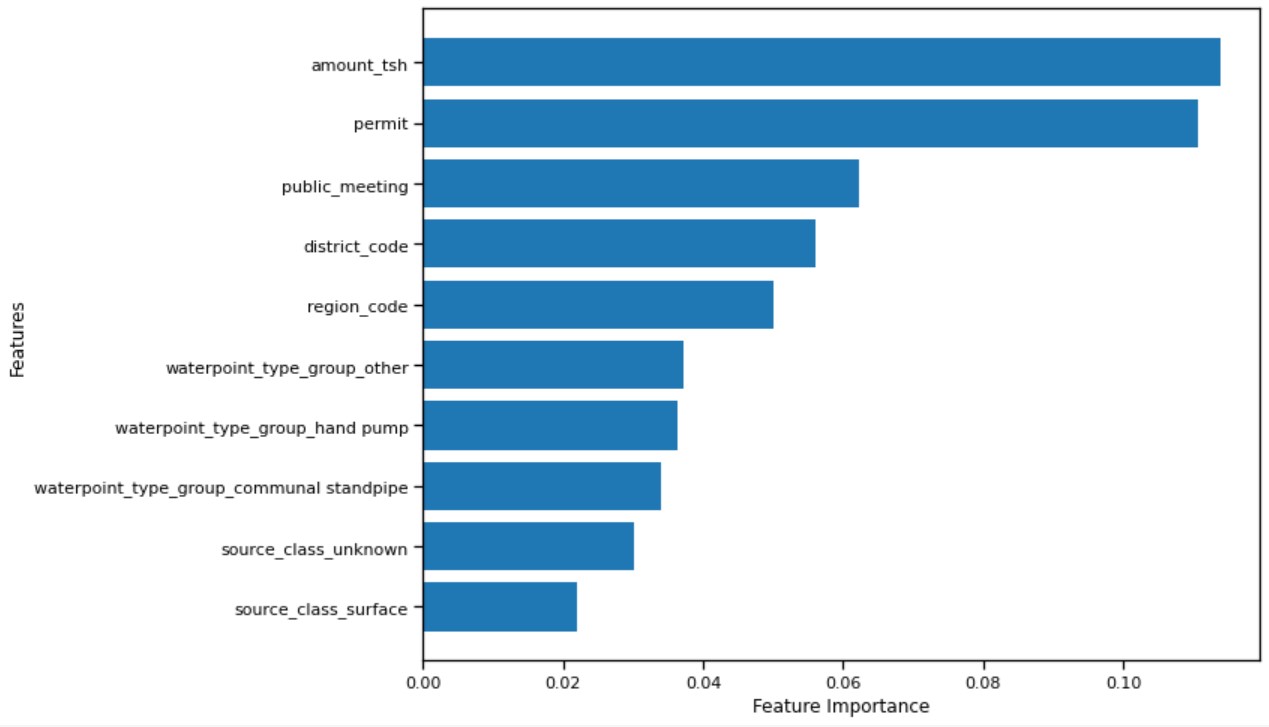 amount_tsh
permit
public_meeting
district_code
region_code
waterpoint_type_group_other
waterpoint_type_group_hand pump
waterpoint_type_group_communal standpipe
source_class_unknown
source_class_surface
Features
0.00 0.02 0.04 0.06 0.08 0.10
Feature Importance